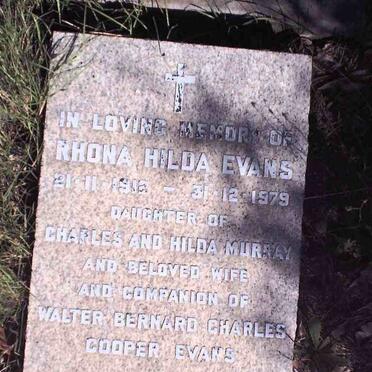 IN LOVING MEMORY OF
RHONA HILDA EVANS
21-11-1916 - 31-12-1979
DAUGHTER OF
CHARLES AND HILDA MURRAY
AND BELOVED WIFE
AND COMPANION OF
WALTER BERNARD CHARLES
COOPER EVANS